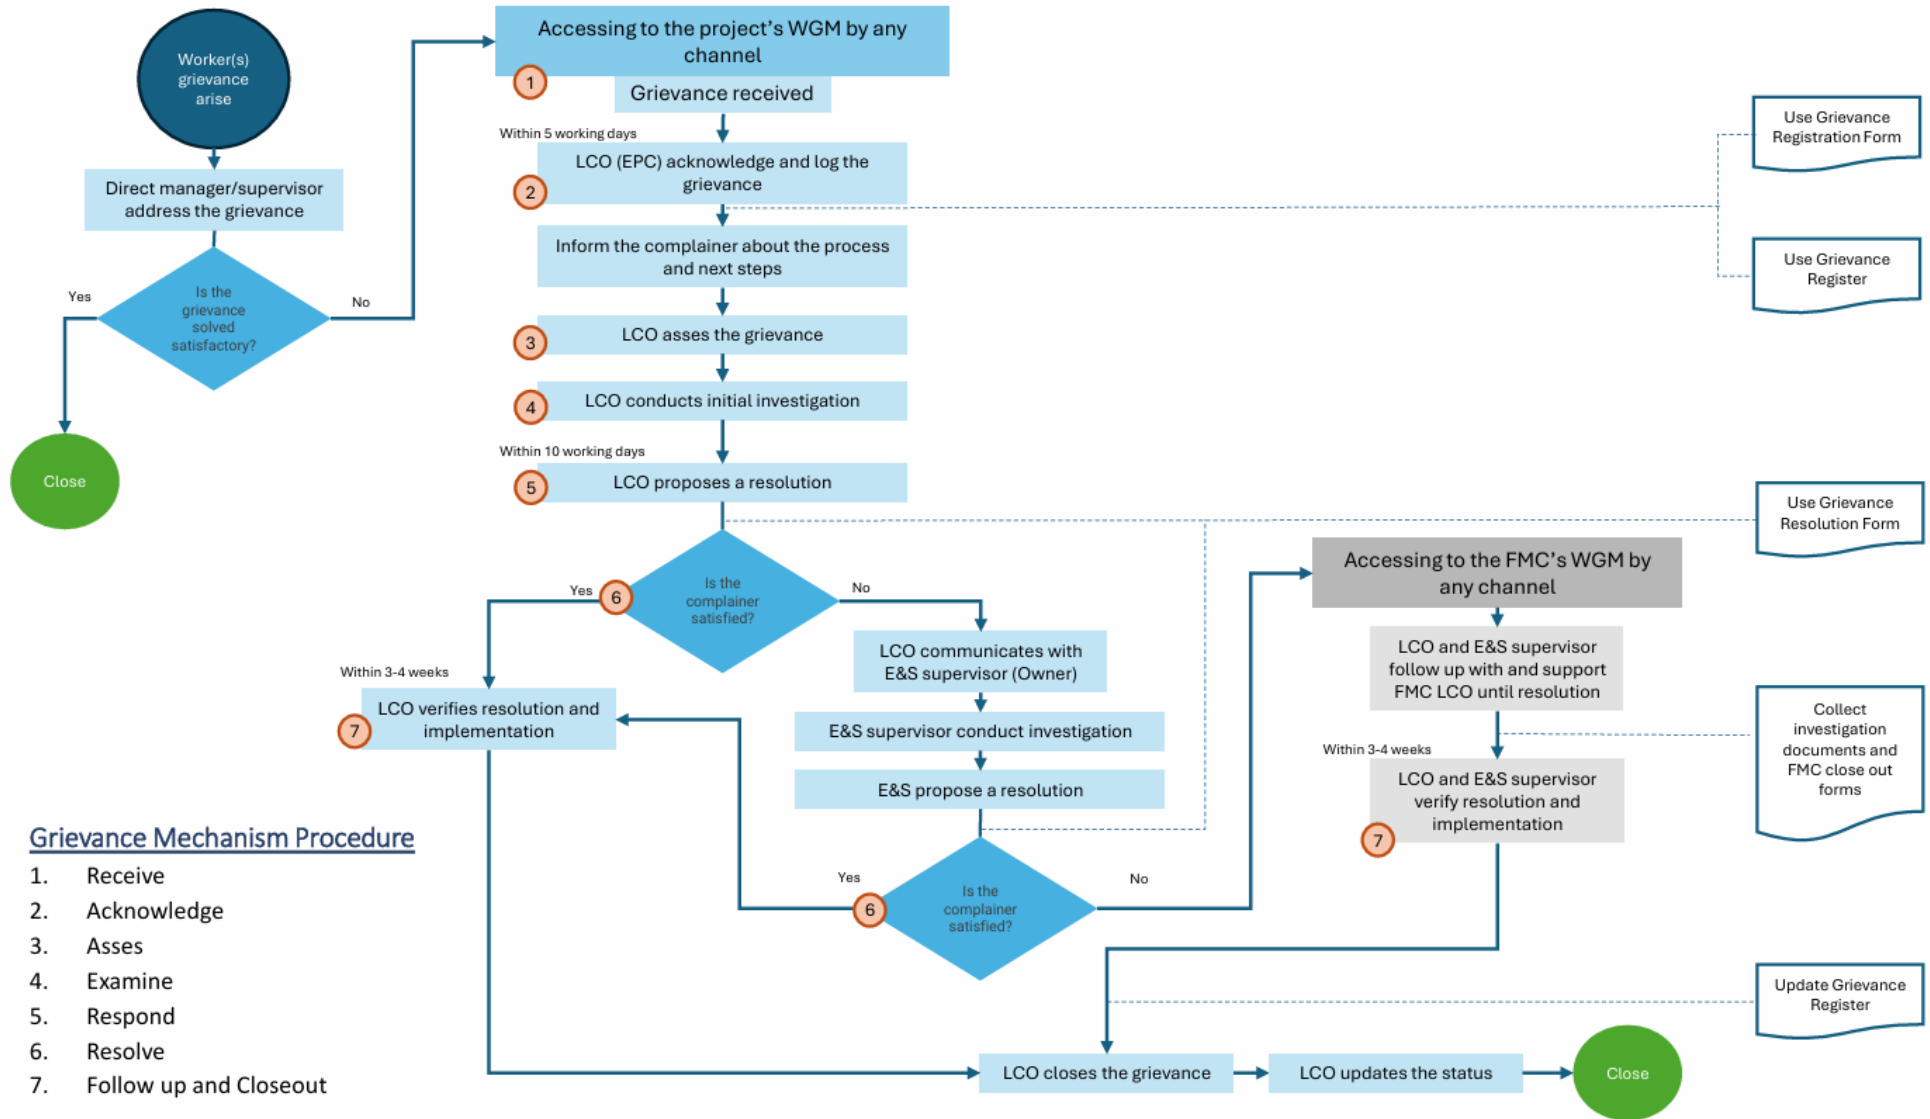 Worker(s)
grievance
arise
Direct manager/supervisor
address the grievance
Is the
grievance
solved
satisfactory?
Yes
No
Close
Accessing to the project's WGM by any
channel
1
Grievance received
Within 5 working days
LCO (EPC) acknowledge and log the
grievance
2
Inform the complainer about the process
and next steps
LCO asses the grievance
3
LCO conducts initial investigation
4
Within 10 working days
LCO proposes a resolution
5
Is the
complainer
satisfied?
6
Yes
No
Within 3-4 weeks
LCO verifies resolution and
implementation
7
LCO communicates with
E&S supervisor (Owner)
E&S supervisor conduct investigation
E&S propose a resolution
Is the
complainer
satisfied?
6
Yes
No
Accessing to the FMC's WGM by
any channel
LCO and E&S supervisor
follow up with and support
FMC LCO until resolution
Within 3-4 weeks
LCO and E&S supervisor
verify resolution and
implementation
7
LCO closes the grievance
LCO updates the status
Close
Use Grievance
Registration Form
Use Grievance
Register
Use Grievance
Resolution Form
Collect
investigation
documents and
FMC close out
forms
Update Grievance
Register
Grievance Mechanism Procedure
1. Receive
2. Acknowledge
3. Asses
4. Examine
5. Respond
6. Resolve
7. Follow up and Closeout